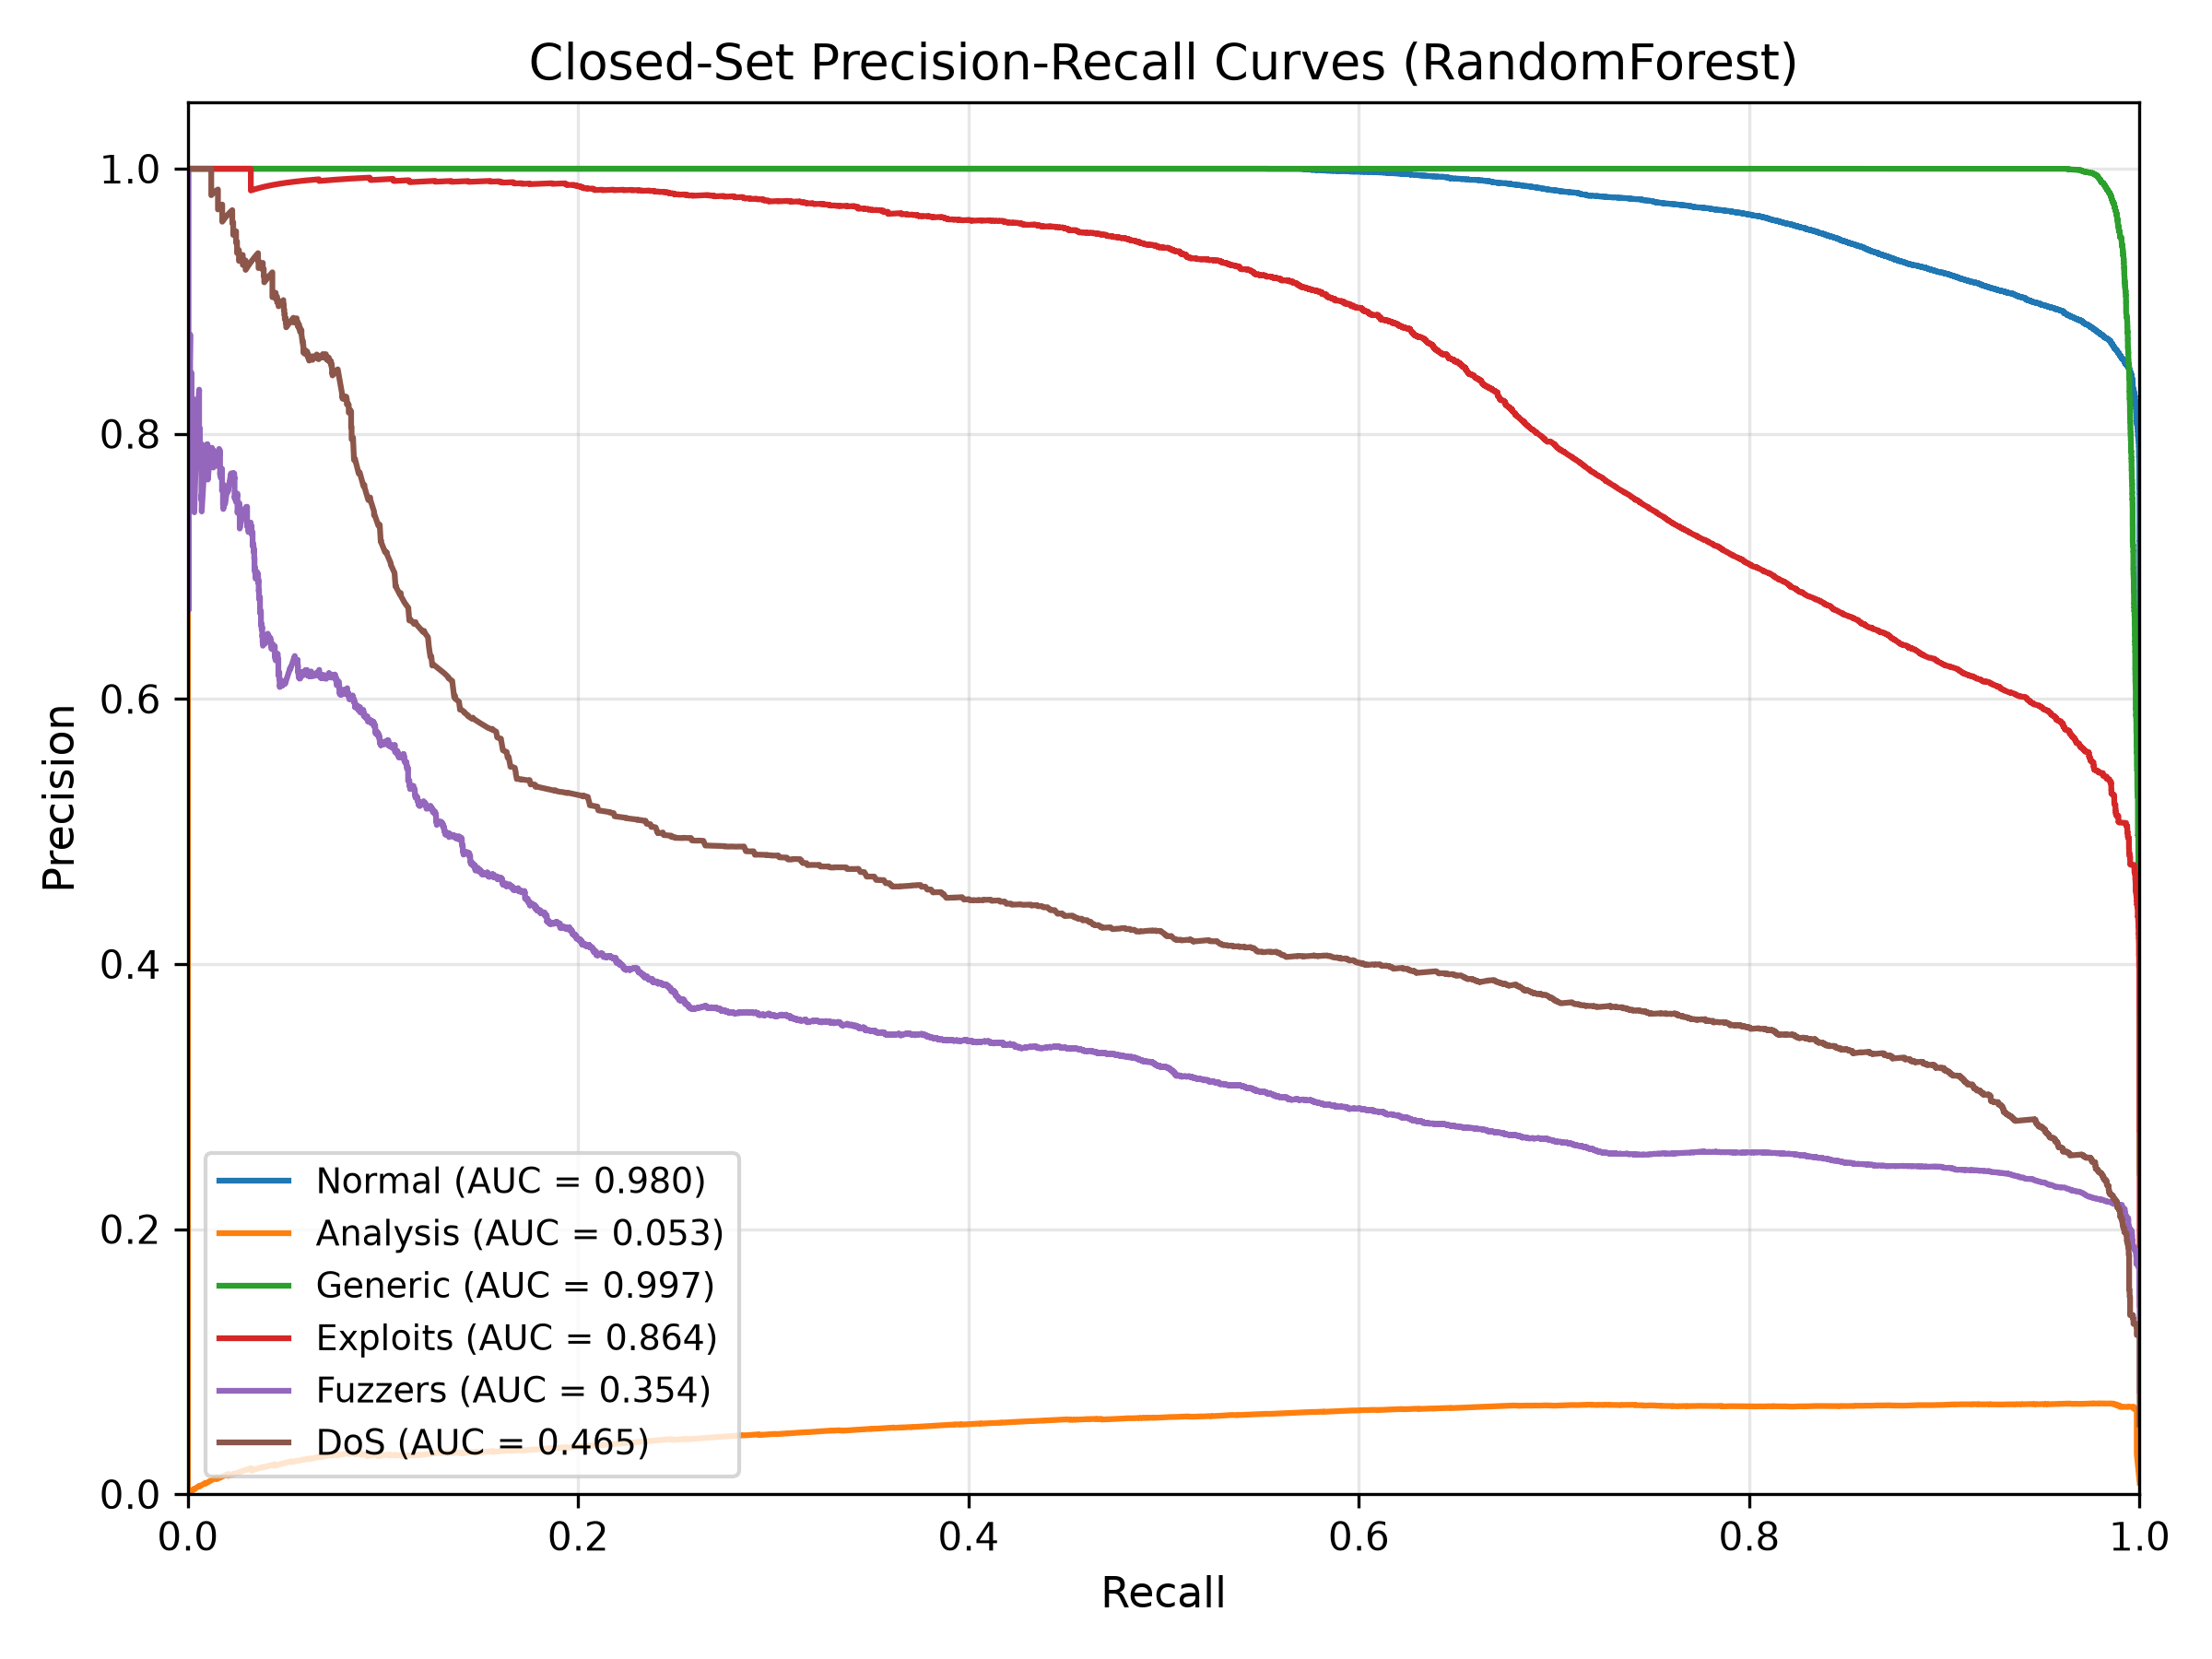 Closed-Set Precision-Recall Curves (RandomForest)
Precision
1.0
0.8
0.6
0.4
0.2
0.0
Normal (AUC = 0.980)
Analysis (AUC = 0.053)
Generic (AUC = 0.997)
Exploits (AUC = 0.864)
Fuzzers (AUC = 0.354)
DoS (AUC = 0.465)
0.0 0.2 0.4 0.6 0.8 1.0
Recall